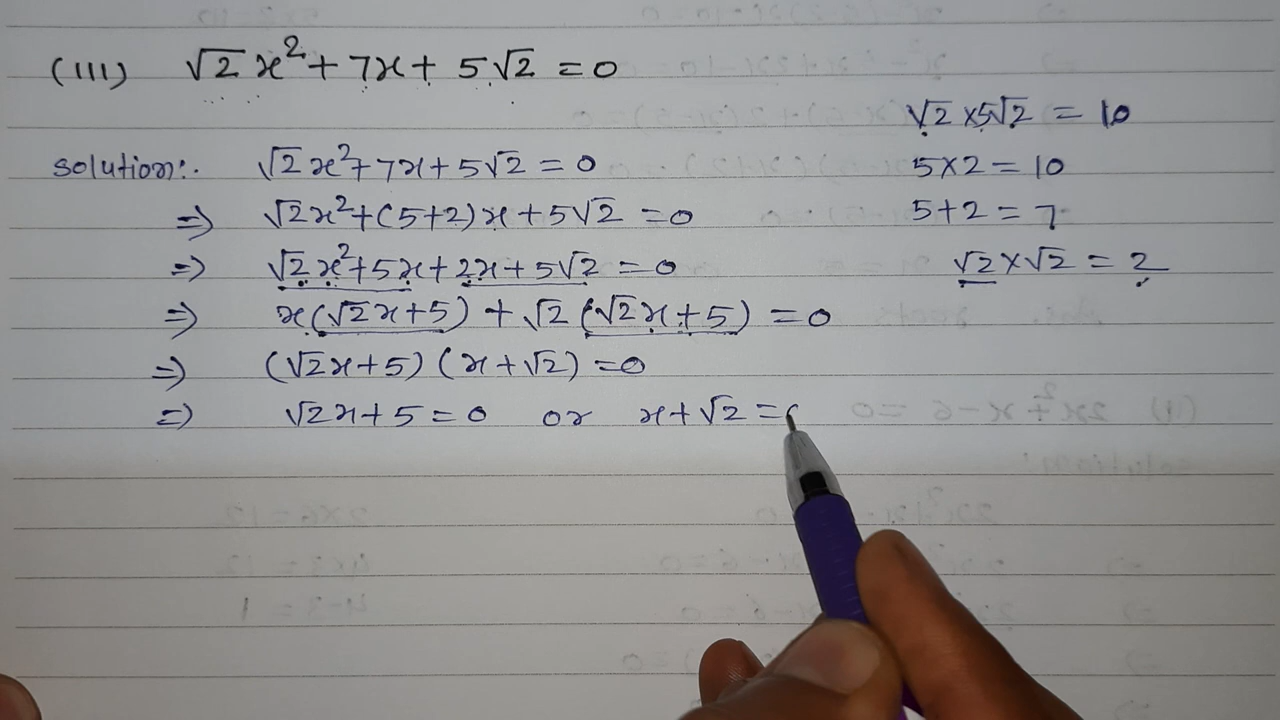 (III) √2 x² + 7x + 5√2 = 0
√2 × 5√2 = 10
solution:. √2 x² + 7x + 5√2 = 0
5 × 2 = 10
⇒ √2x² + (5+2)x + 5√2 = 0
5 + 2 = 7
⇒ √2x² + 5x + 2x + 5√2 = 0
√2 × √2 = 2
⇒ x(√2x + 5) + √2(√2x + 5) = 0
⇒ (√2x + 5)(x + √2) = 0
⇒ √2x + 5 = 0 or x + √2 =